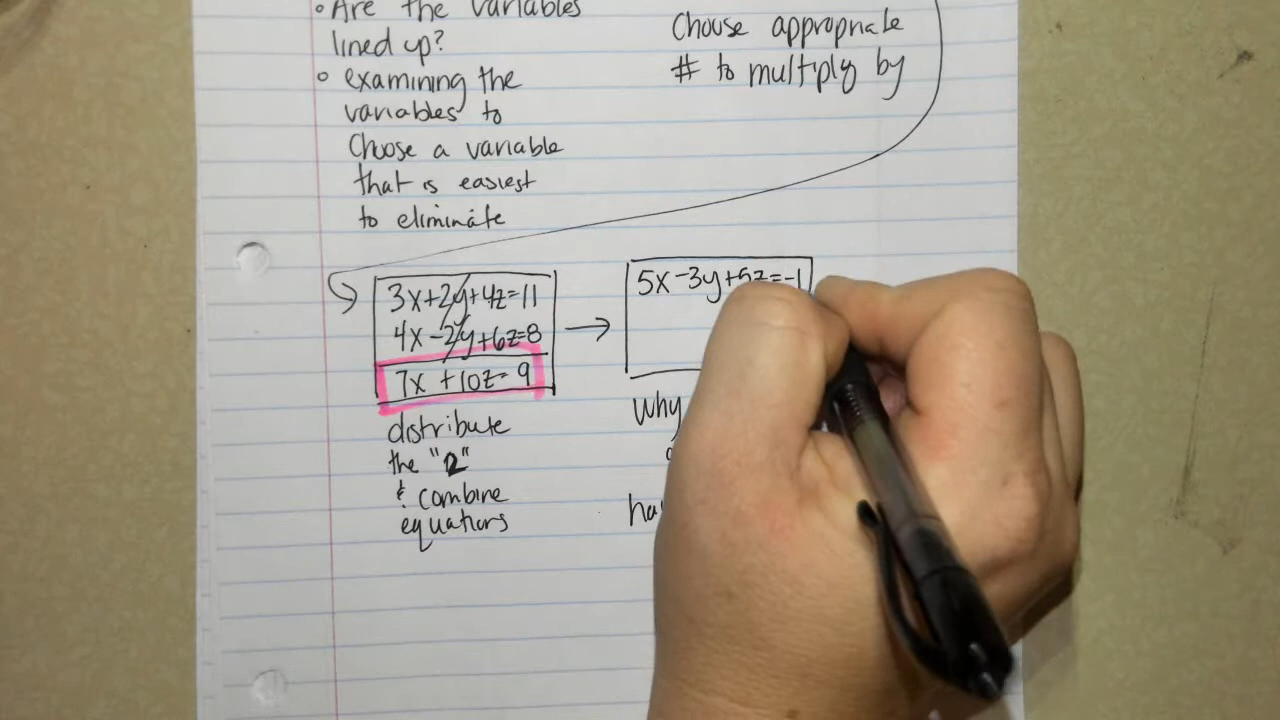 • Are the variables
lined up?
• examining the
variables to
Choose a variable
that is easiest
to eliminate
Choose appropriate
# to multiply by
3x+2y+4z=11
4x-2y+6z=8
7x +10z=9
distribute
the "2"
& combine
equations
5x-3y+5z=-1
Why